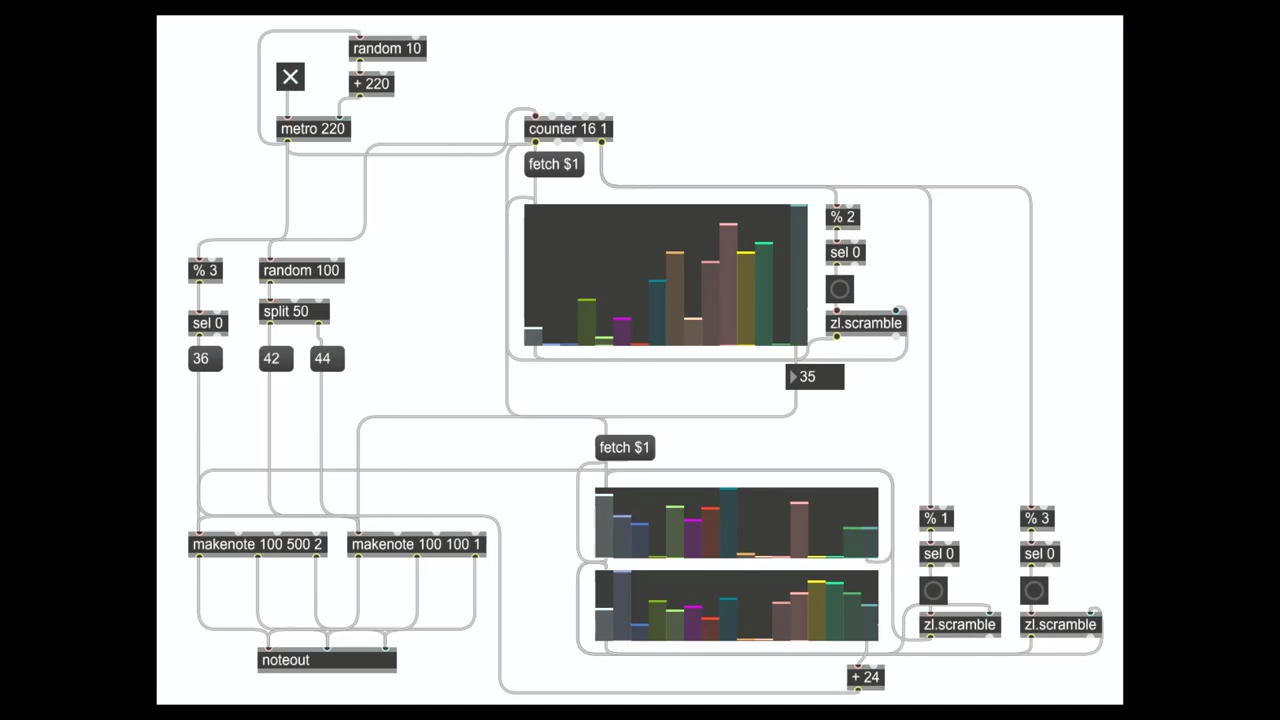 random 10
+ 220
metro 220
counter 16 1
fetch $1
% 2
sel 0
zl.scramble
35
% 3
random 100
split 50
sel 0
36
42
44
fetch $1
makenote 100 500 2
makenote 100 100 1
noteout
% 1
% 3
sel 0
sel 0
zl.scramble
zl.scramble
+ 24